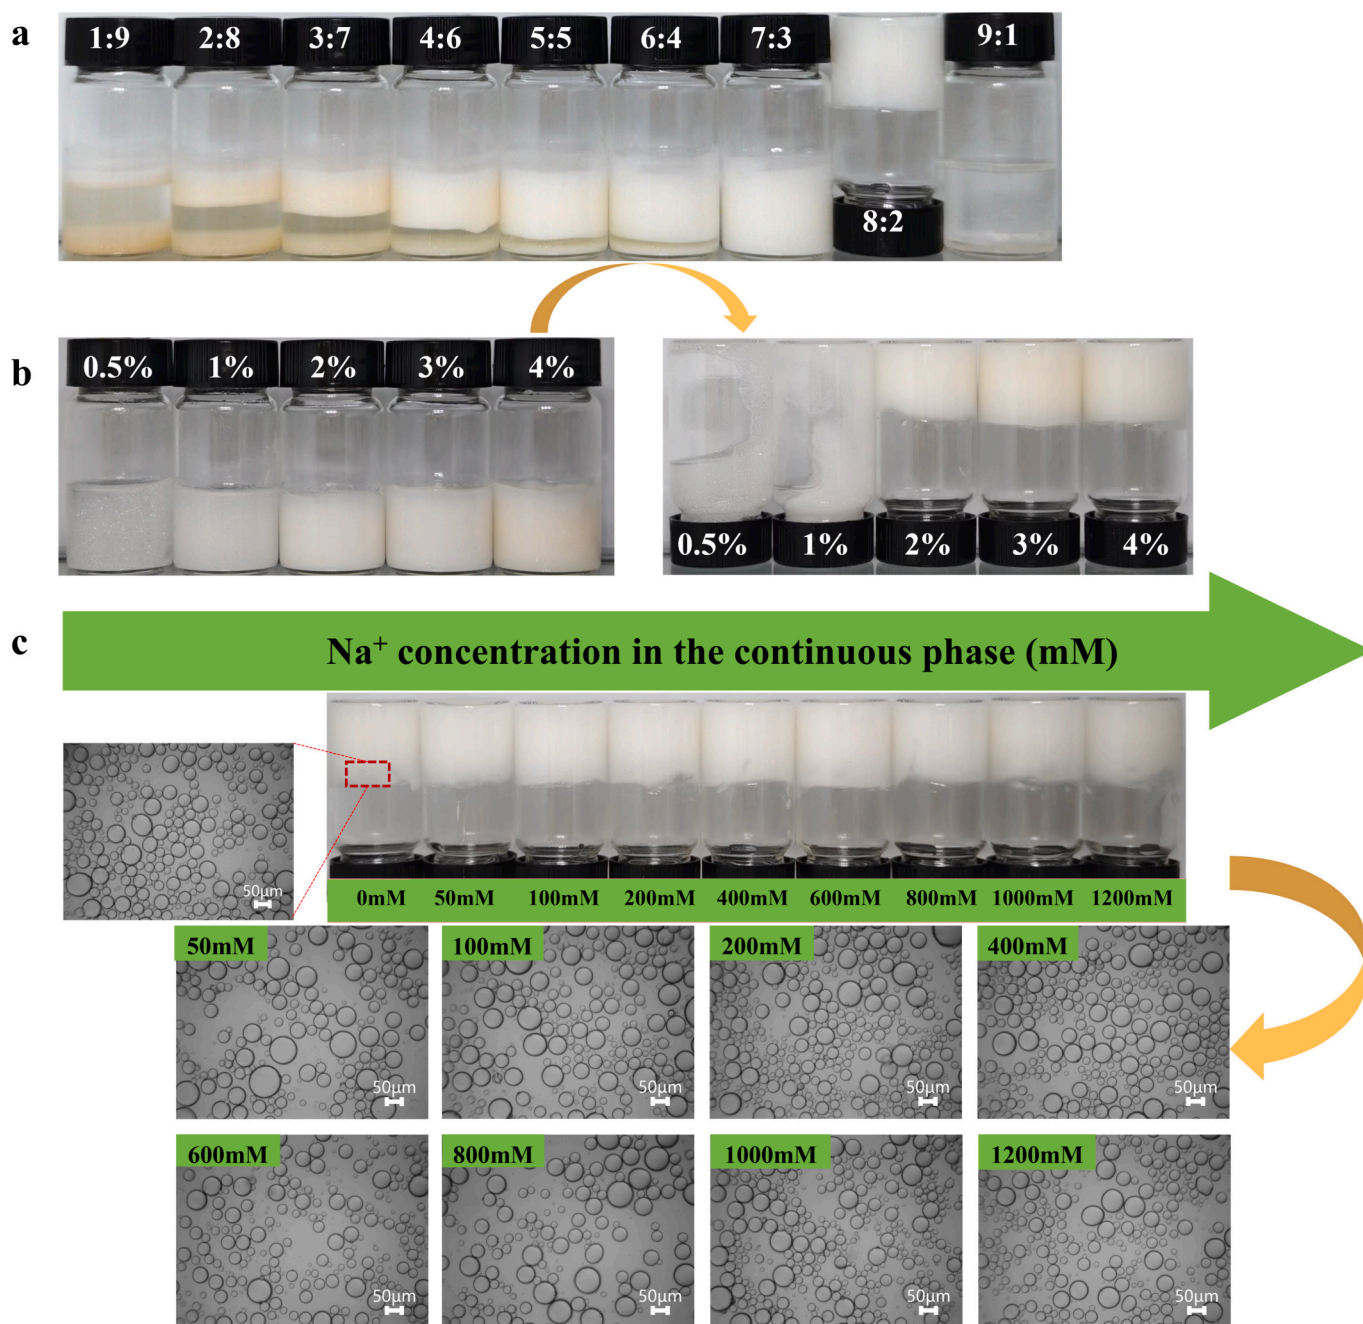 a
1:9 2:8 3:7 4:6 5:5 6:4 7:3 8:2 9:1
b
0.5% 1% 2% 3% 4%
0.5% 1% 2% 3% 4%
c
Na⁺ concentration in the continuous phase (mM)
0mM 50mM 100mM 200mM 400mM 600mM 800mM 1000mM 1200mM
50μm
50mM 100mM 200mM 400mM
50μm 50μm 50μm 50μm
600mM 800mM 1000mM 1200mM
50μm 50μm 50μm 50μm